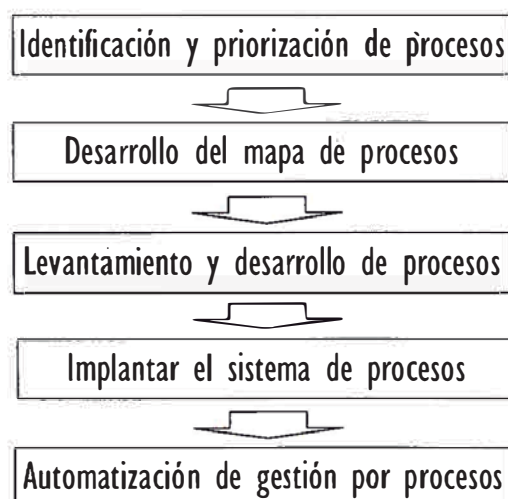 Identificación y priorización de procesos
Desarrollo del mapa de procesos
Levantamiento y desarrollo de procesos
Implantar el sistema de procesos
Automatización de gestión por procesos